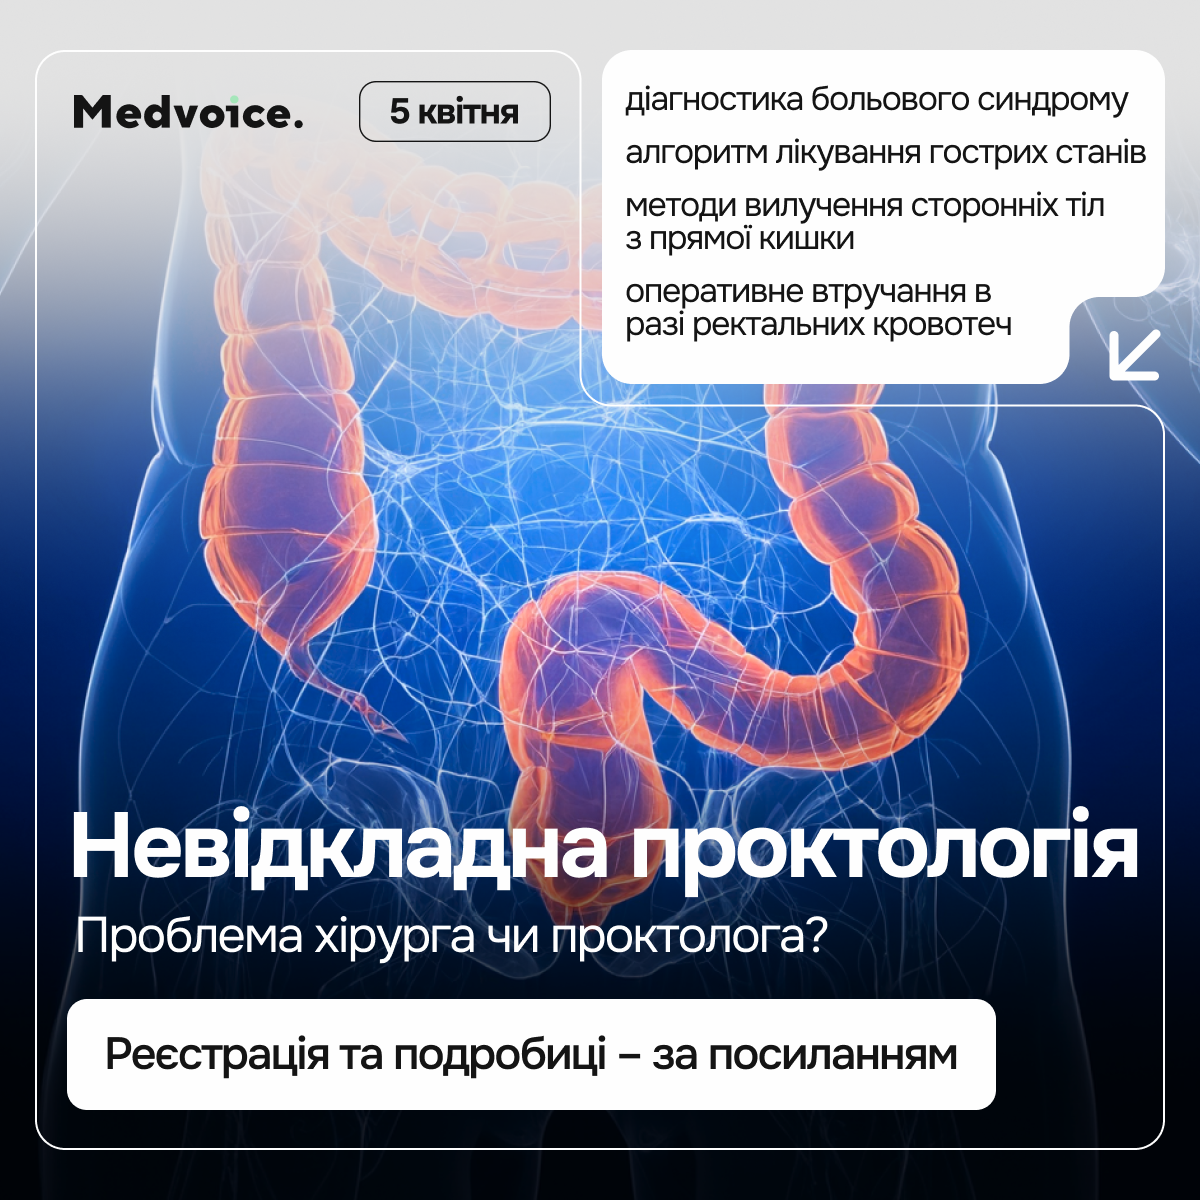 Medvoice.
5 квітня
діагностика больового синдрому
алгоритм лікування гострих станів
методи вилучення сторонніх тіл
з прямої кишки
оперативне втручання в
разі ректальних кровотеч
Невідкладна проктологія
Проблема хірурга чи проктолога?
Реєстрація та подробиці – за посиланням